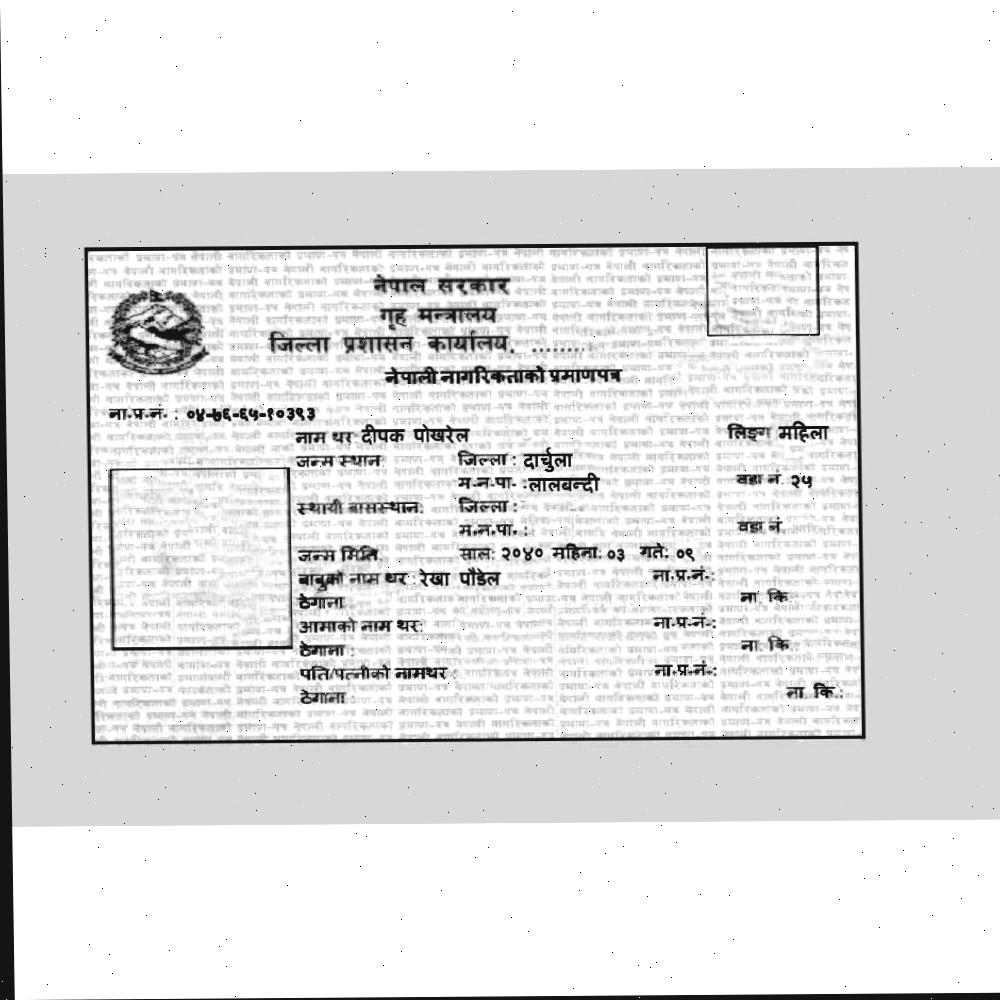 नेपाल सरकार
गृह मन्त्रालय
जिल्ला प्रशासन कार्यालय, ..........
नेपाली नागरिकताको प्रमाणपत्र
ना.प्र.नं. : ०४-७६-६५-१०३९३
नाम थर दीपक पोखरेल लिङ्ग महिला
जन्म स्थान जिल्ला : दार्चुला
म.न.पा. : लालबन्दी वडा नं. २५
स्थायी बासस्थान: जिल्ला :
म.न.पा. : वडा नं
जन्म मिति साल: २०४० महिना: ०३ गते: ०९
बाबुको नाम थर : रेखा पौडेल ना.प्र.नं.:
ठेगाना ना. कि.
आमाको नाम थर: ना.प्र.नं.:
ठेगाना : ना. कि.
पति/पत्नीको नामथर : ना.प्र.नं.:
ठेगाना ना. कि.: